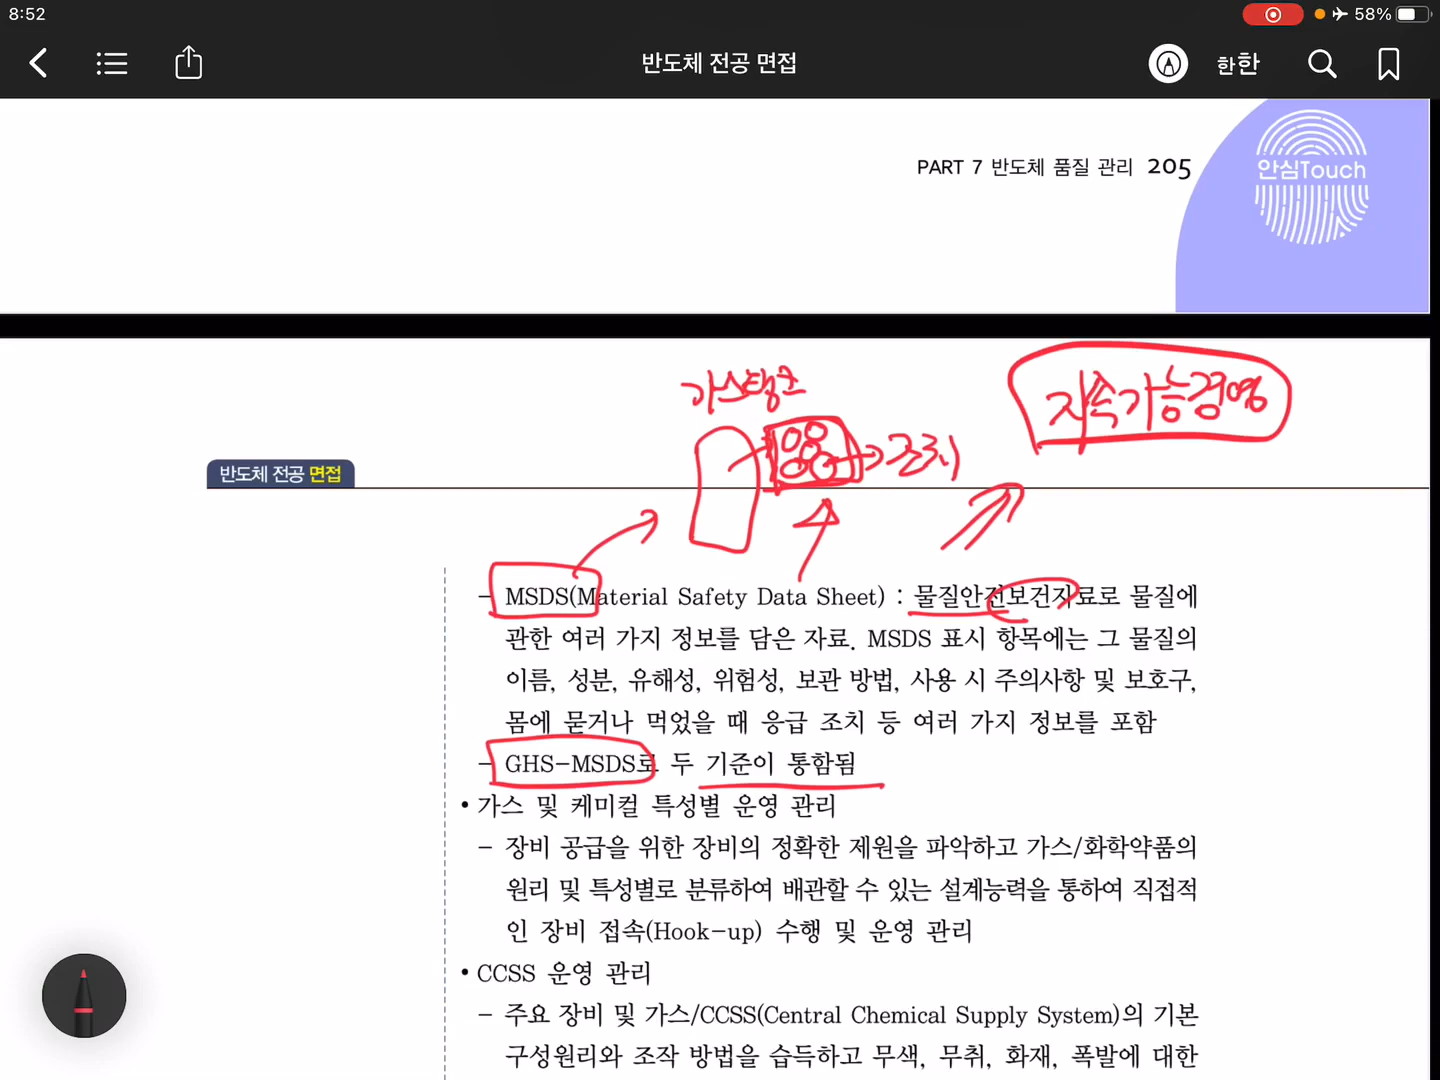 8:52
58%
반도체 전공 면접
한한
PART 7 반도체 품질 관리 205
안심Touch
가스탱크
지속가능경영
반도체 전공 면접
- MSDS(Material Safety Data Sheet) : 물질안전보건자료로 물질에
관한 여러 가지 정보를 담은 자료. MSDS 표시 항목에는 그 물질의
이름, 성분, 유해성, 위험성, 보관 방법, 사용 시 주의사항 및 보호구,
몸에 묻거나 먹었을 때 응급 조치 등 여러 가지 정보를 포함
- GHS-MSDS로 두 기준이 통합됨
• 가스 및 케미컬 특성별 운영 관리
- 장비 공급을 위한 장비의 정확한 제원을 파악하고 가스/화학약품의
원리 및 특성별로 분류하여 배관할 수 있는 설계능력을 통하여 직접적
인 장비 접속(Hook-up) 수행 및 운영 관리
• CCSS 운영 관리
- 주요 장비 및 가스/CCSS(Central Chemical Supply System)의 기본
구성원리와 조작 방법을 습득하고 무색, 무취, 화재, 폭발에 대한